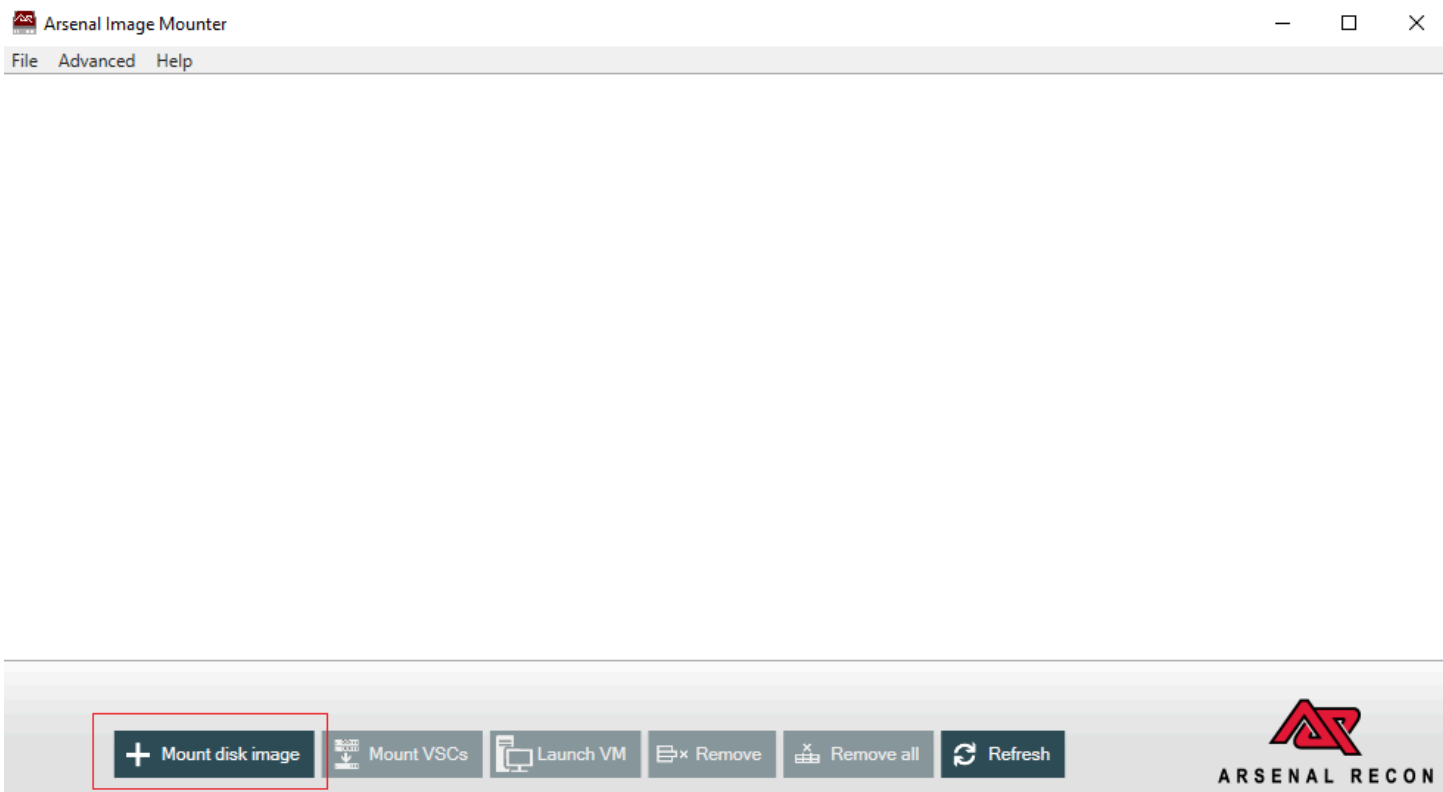 Arsenal Image Mounter
File Advanced Help
Mount disk image Mount VSCs Launch VM Remove Remove all Refresh
ARSENAL RECON